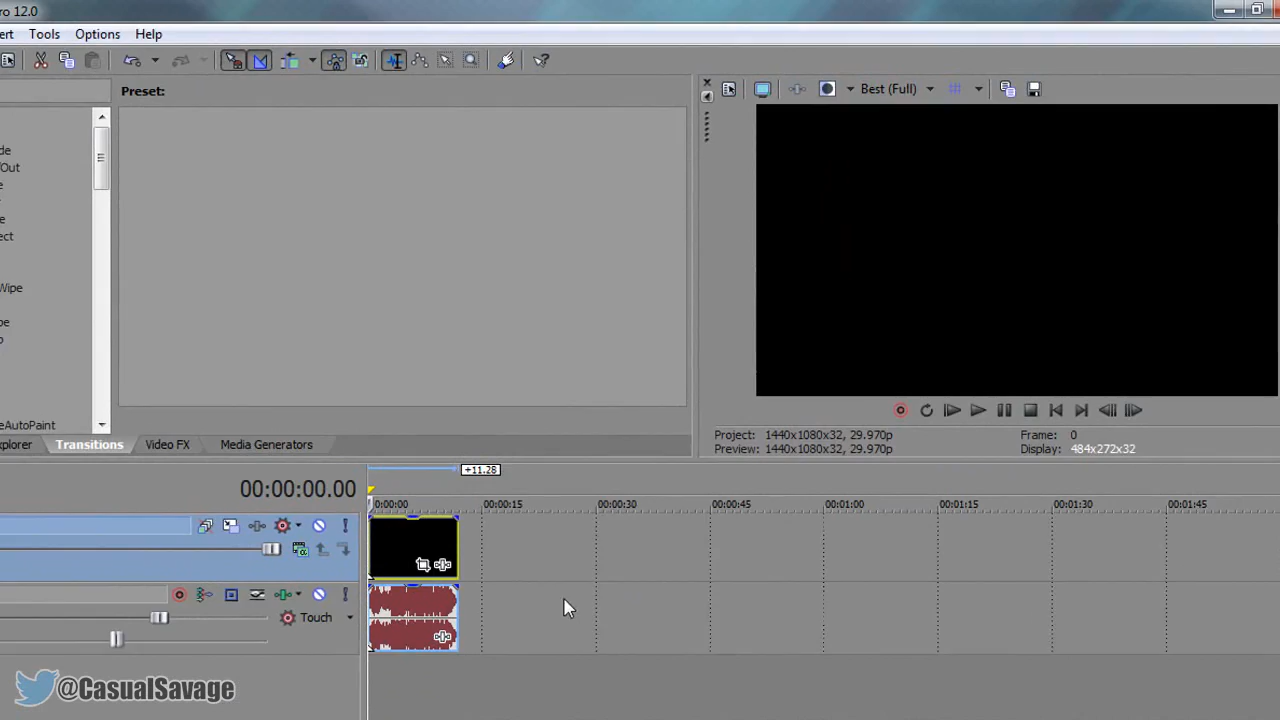 ro 12.0
ert Tools Options Help
Preset:
Best (Full)
de
/Out
e
e
ect
Wipe
pe
o
eAutoPaint
xplorer Transitions Video FX Media Generators
Project: 1440x1080x32, 29.970p Frame: 0
Preview: 1440x1080x32, 29.970p Display: 484x272x32
+11.28
00:00:00.00
0:00:00 00:00:15 00:00:30 00:00:45 00:01:00 00:01:15 00:01:30 00:01:45
Touch
@CasualSavage